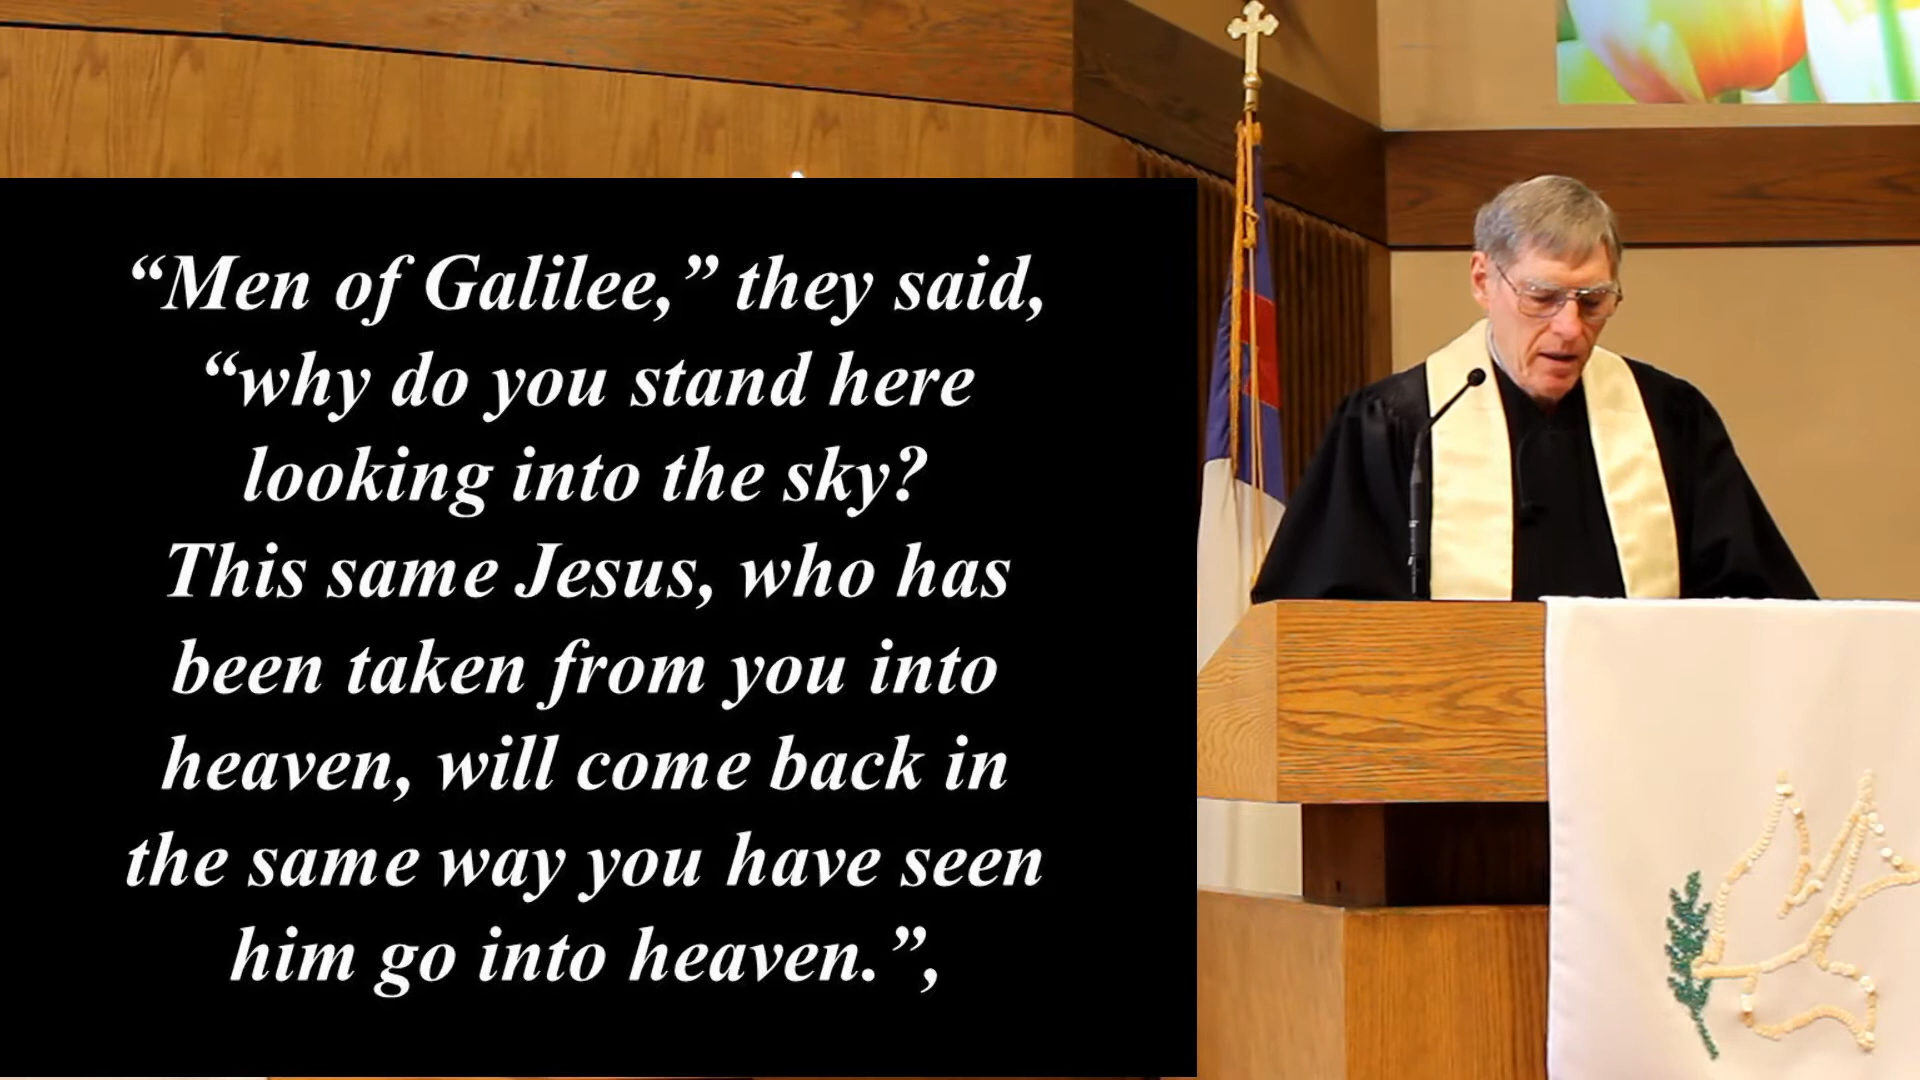 “Men of Galilee,” they said,
“why do you stand here
looking into the sky?
This same Jesus, who has
been taken from you into
heaven, will come back in
the same way you have seen
him go into heaven.”,